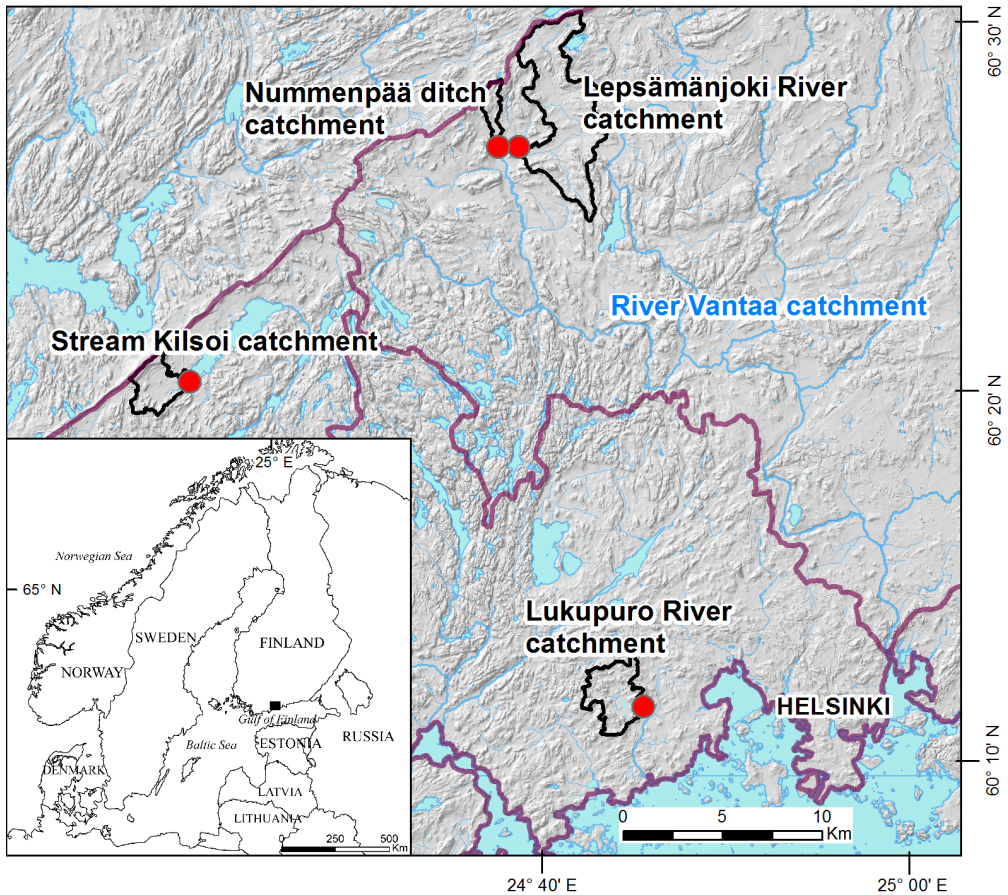 60° 30' N
Nummenpää ditch
catchment
Lepsämänjoki River
catchment
River Vantaa catchment
Stream Kilsoi catchment
60° 20' N
25° E
Norwegian Sea
65° N
SWEDEN
FINLAND
NORWAY
Gulf of Finland
RUSSIA
Baltic Sea
ESTONIA
DENMARK
LATVIA
LITHUANIA
250 500
Km
Lukupuro River
catchment
HELSINKI
60° 10' N
0 5 10
Km
24° 40' E
25° 00' E